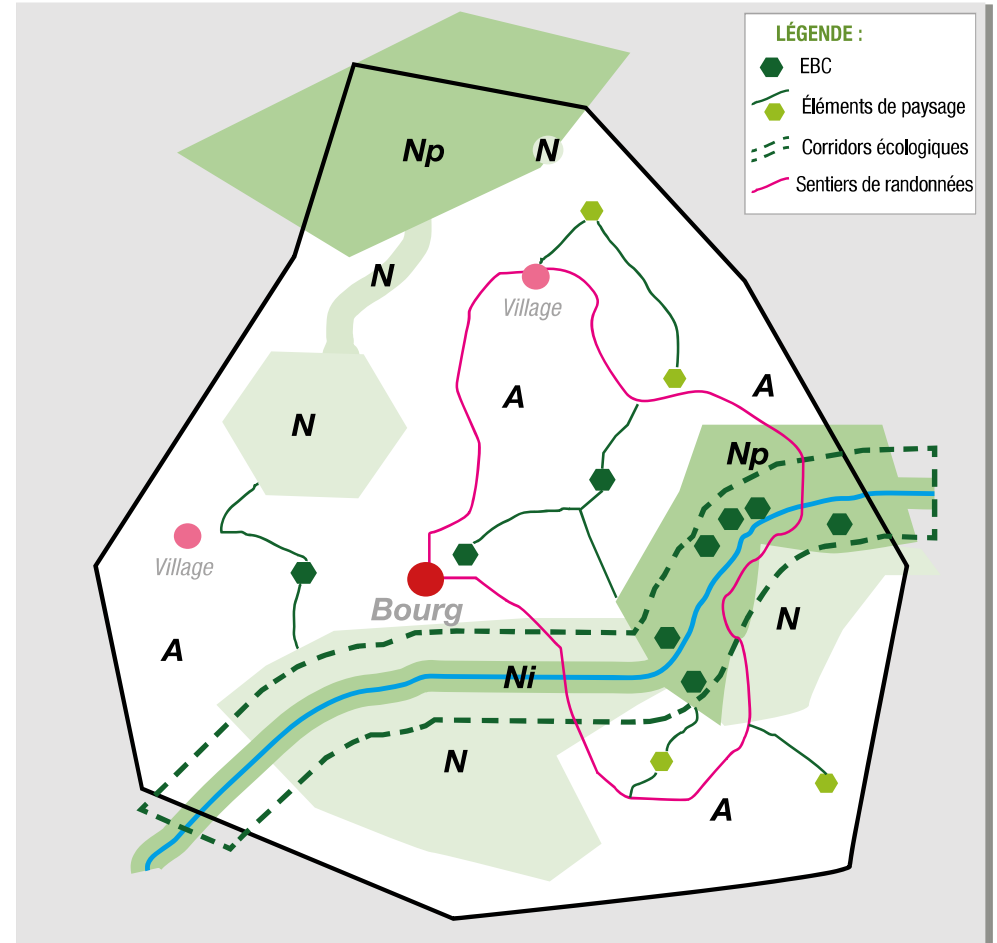 LÉGENDE :
EBC
Éléments de paysage
Corridors écologiques
Sentiers de randonnées
Np
N
N
Village
A
A
N
Np
Village
Bourg
N
A
Ni
N
A